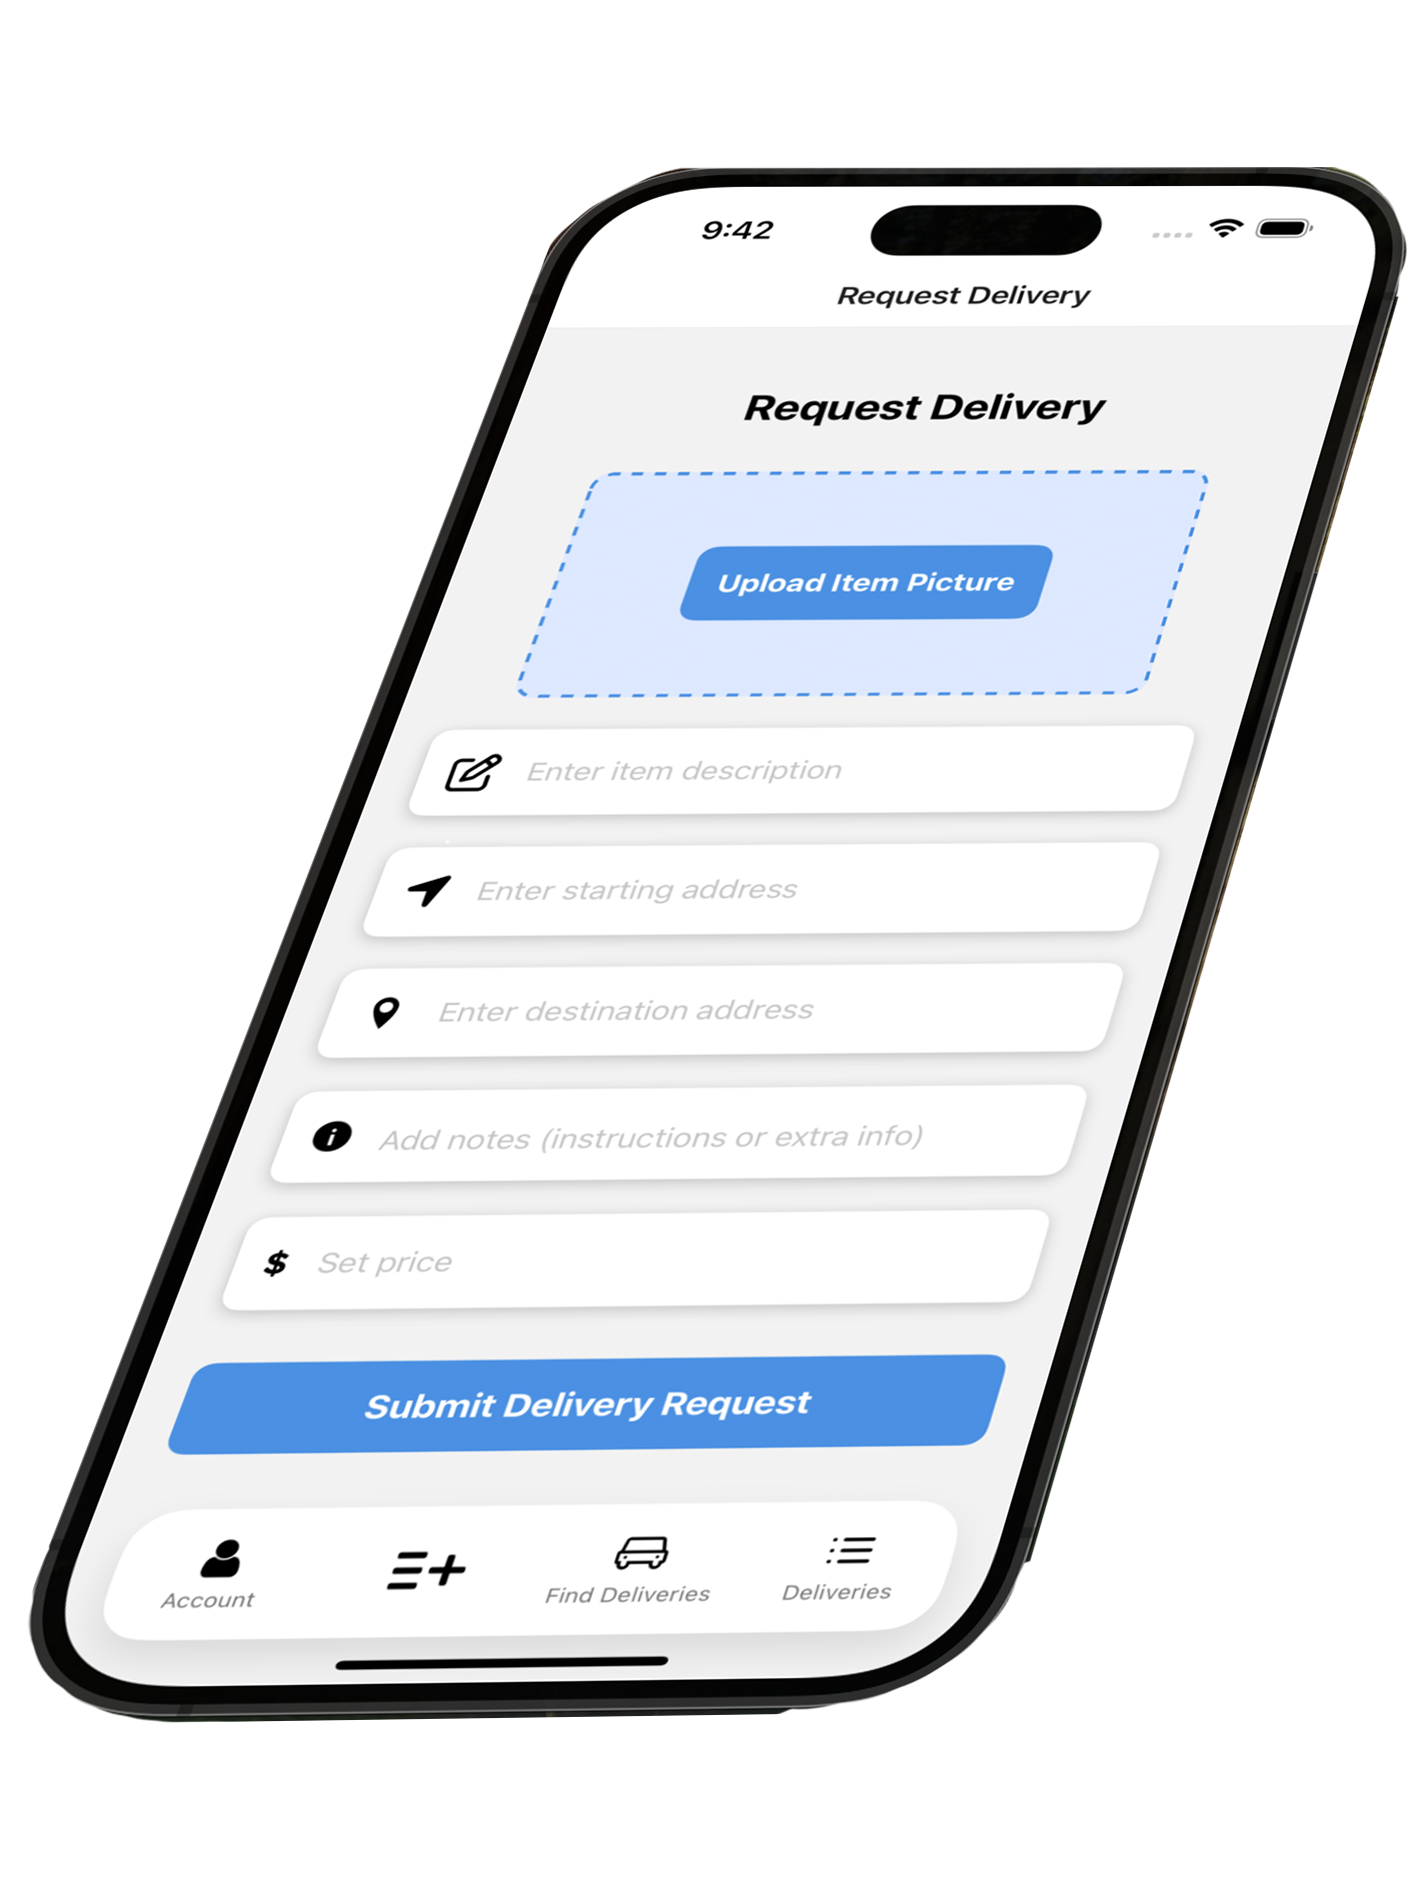 9:42
Request Delivery
Request Delivery
Upload Item Picture
Enter item description
Enter starting address
Enter destination address
Add notes (instructions or extra info)
$ Set price
Submit Delivery Request
Account
Find Deliveries
Deliveries